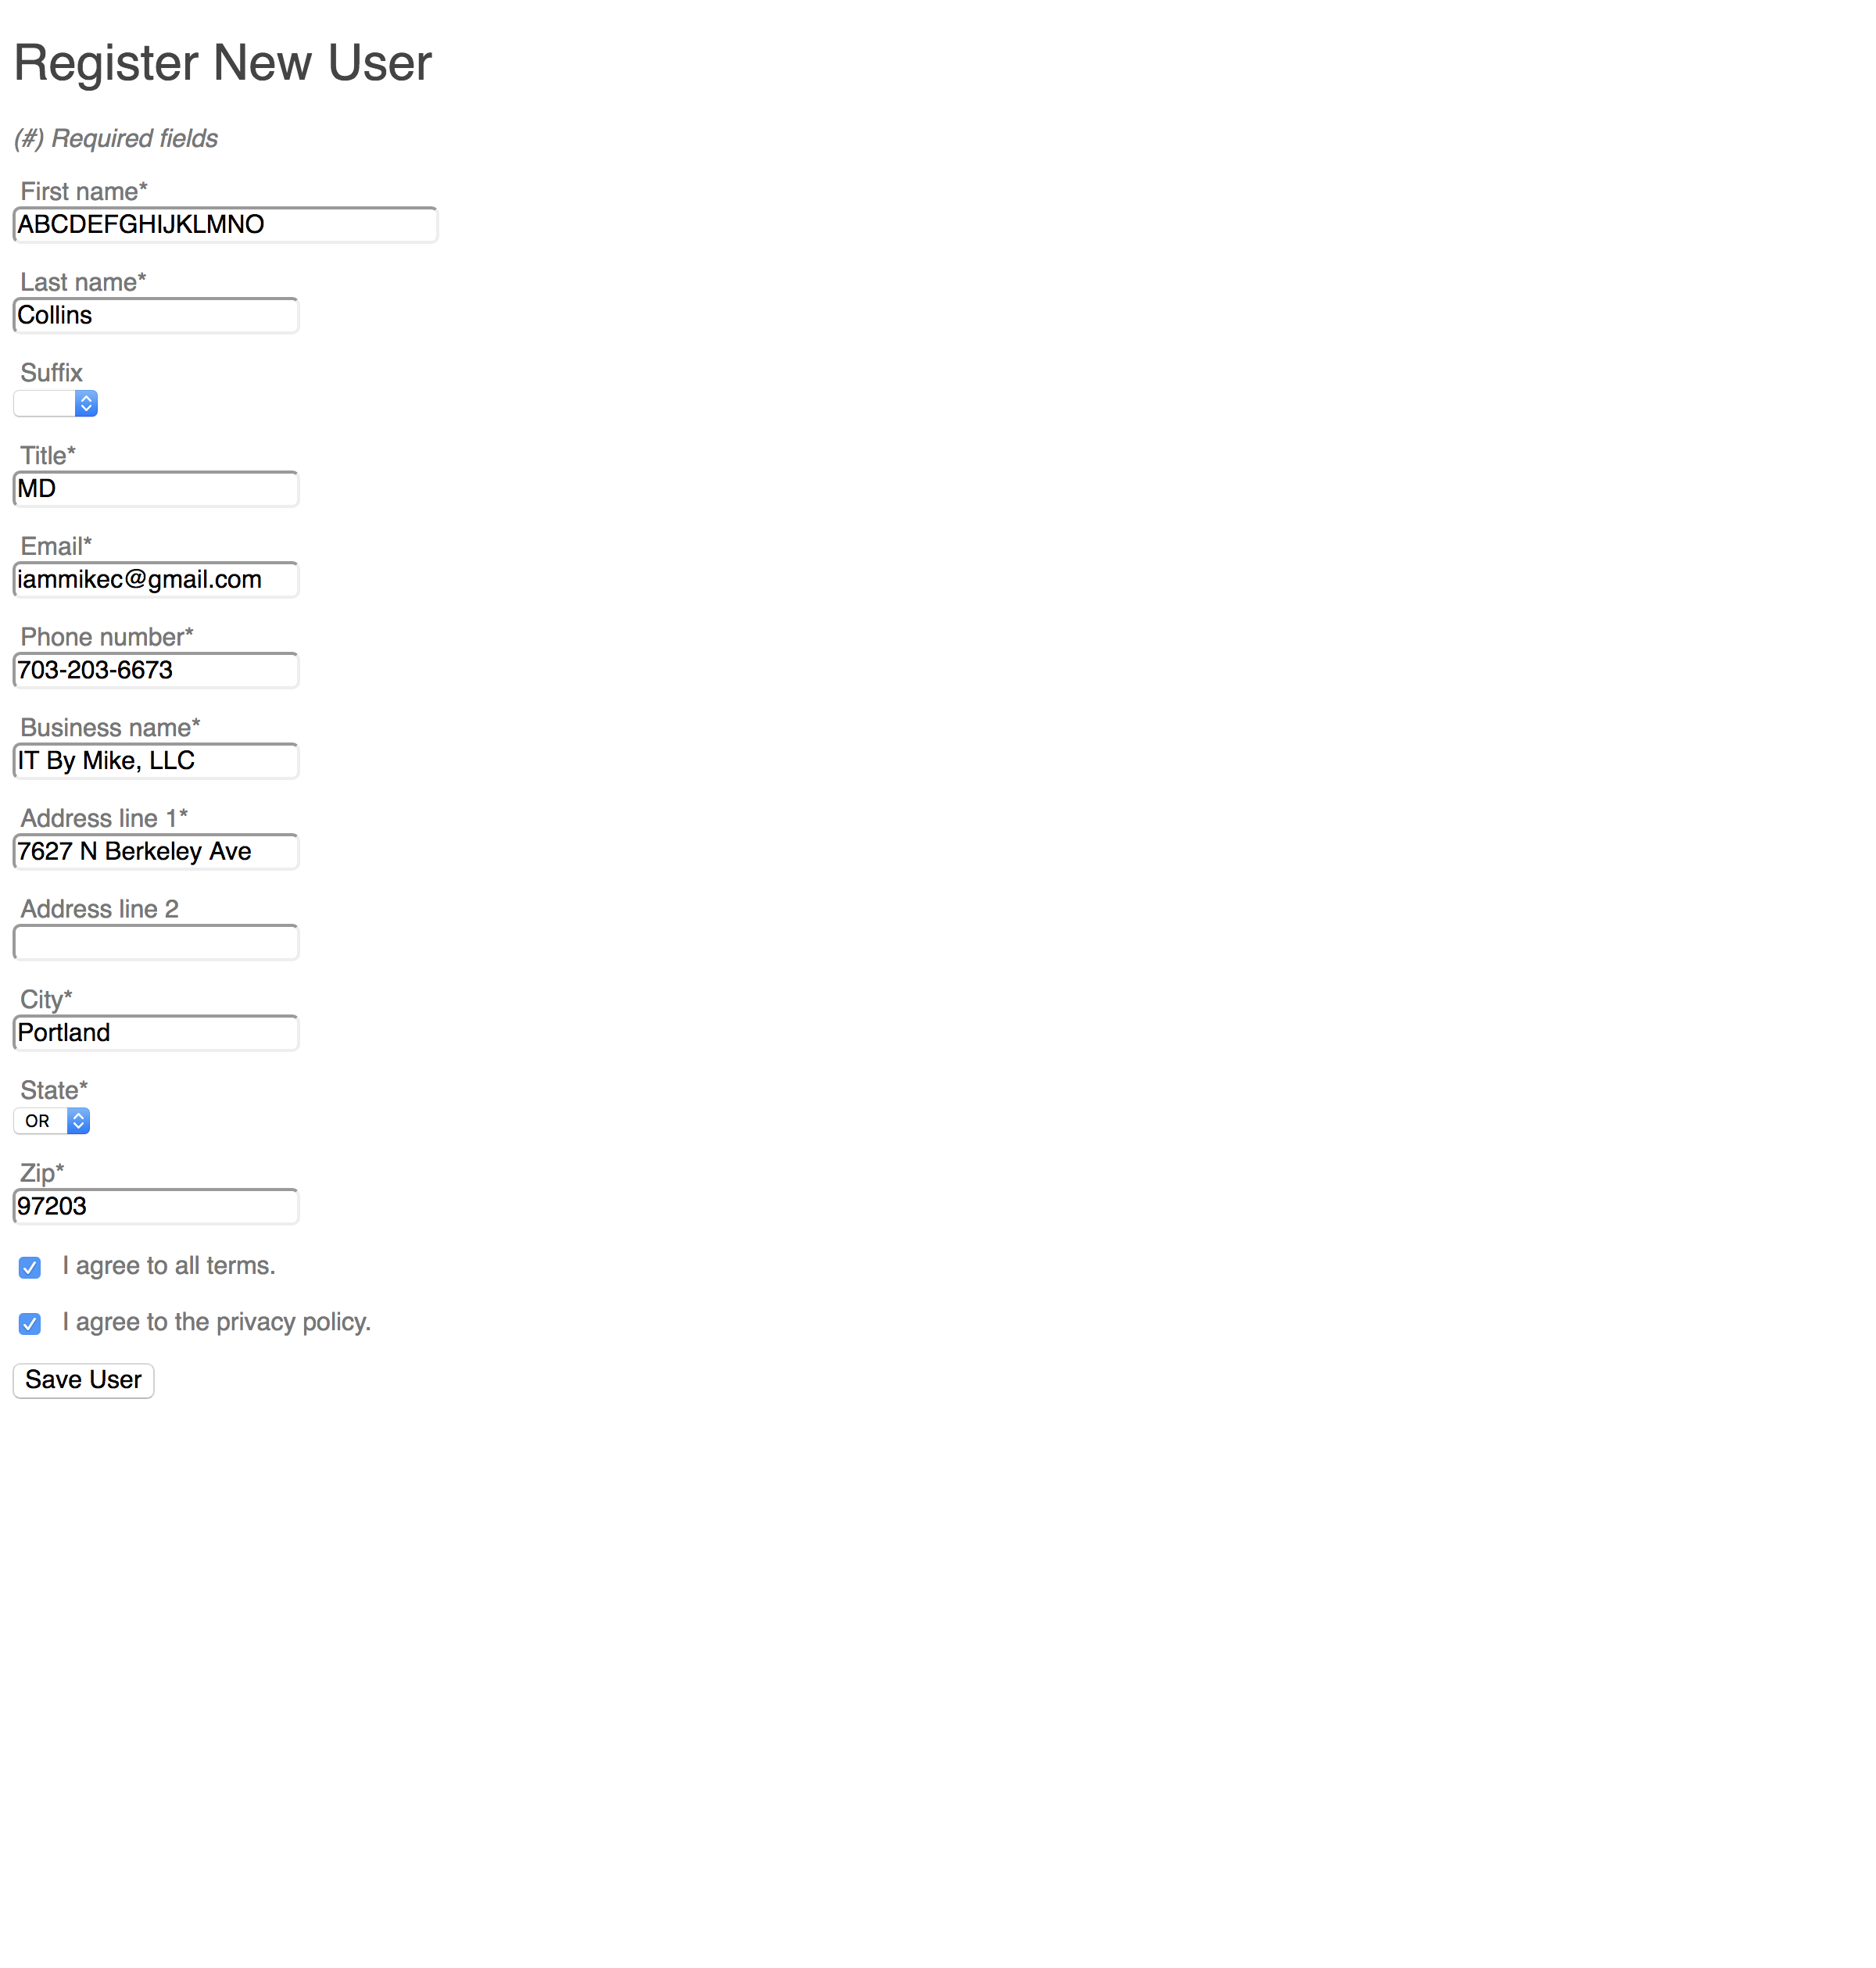 Register New User
(#) Required fields
First name*
ABCDEFGHIJKLMNO
Last name*
Collins
Suffix
Title*
MD
Email*
iammikec@gmail.com
Phone number*
703-203-6673
Business name*
IT By Mike, LLC
Address line 1*
7627 N Berkeley Ave
Address line 2
City*
Portland
State*
OR
Zip*
97203
I agree to all terms.
I agree to the privacy policy.
Save User